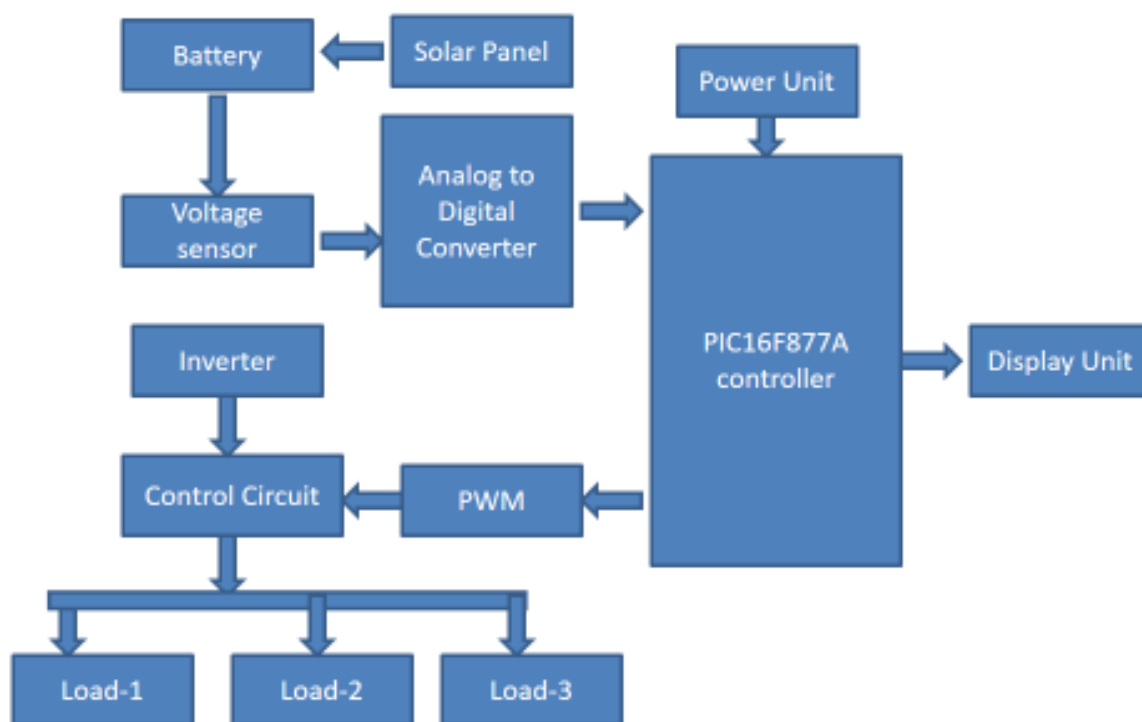 Battery
Solar Panel
Power Unit
Analog to
Digital
Converter
Voltage
sensor
Inverter
PIC16F877A
controller
Display Unit
Control Circuit
PWM
Load-1
Load-2
Load-3